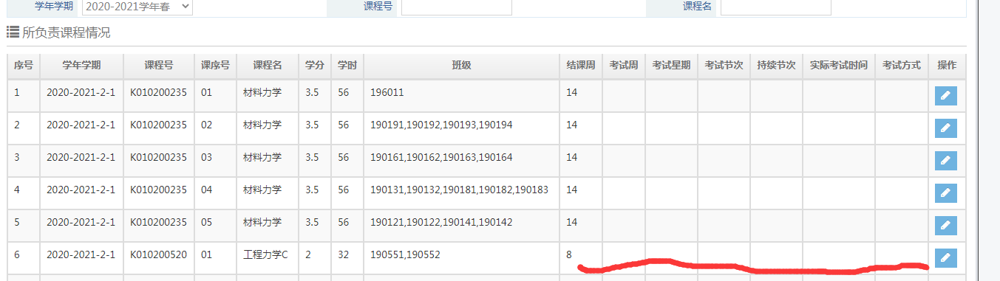 学年学期 2020-2021学年春 课程号 课程名
所负责课程情况
序号 学年学期 课程号 课序号 课程名 学分 学时 班级 结课周 考试周 考试星期 考试节次 持续节次 实际考试时间 考试方式 操作
1 2020-2021-2-1 K010200235 01 材料力学 3.5 56 196011 14
2 2020-2021-2-1 K010200235 02 材料力学 3.5 56 190191,190192,190193,190194 14
3 2020-2021-2-1 K010200235 03 材料力学 3.5 56 190161,190162,190163,190164 14
4 2020-2021-2-1 K010200235 04 材料力学 3.5 56 190131,190132,190181,190182,190183 14
5 2020-2021-2-1 K010200235 05 材料力学 3.5 56 190121,190122,190141,190142 14
6 2020-2021-2-1 K010200520 01 工程力学C 2 32 190551,190552 8